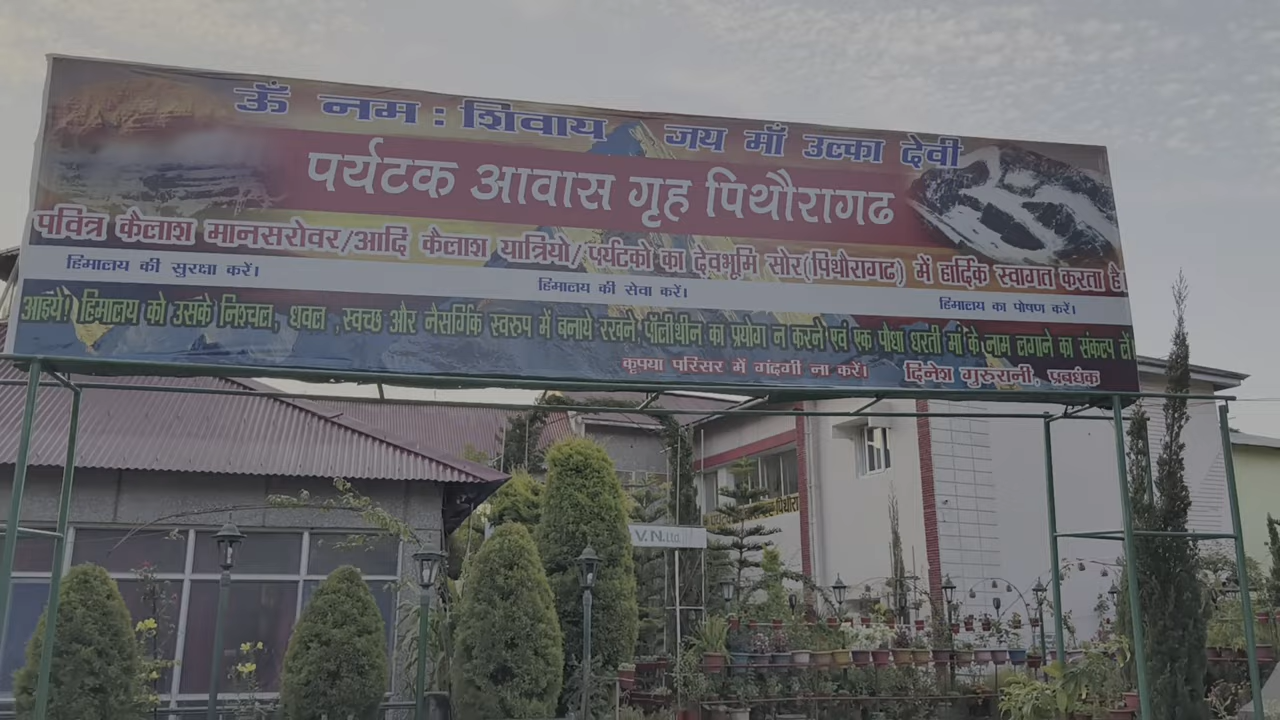 ॐ नम : शिवाय जय माँ उल्का देवी
पर्यटक आवास गृह पिथौरागढ
पवित्र कैलाश मानसरोवर/आदि कैलाश यात्रियो/पर्यटको का देवभूमि सोर(पिथौरागढ) में हार्दिक स्वागत करता है
हिमालय की सुरक्षा करें।
हिमालय की सेवा करें।
हिमालय का पोषण करें।
आइये! हिमालय को उसके निश्चल, धवल, स्वच्छ और नैसर्गिक स्वरुप में बनाये रखने, पॉलीथीन का प्रयोग न करने एवं एक पौधा धरती मां के नाम लगाने का संकल्प लें
कृपया परिसर में गंदगी ना करें। दिनेश गुरुरानी, प्रबधंक
V. N. Ltd.